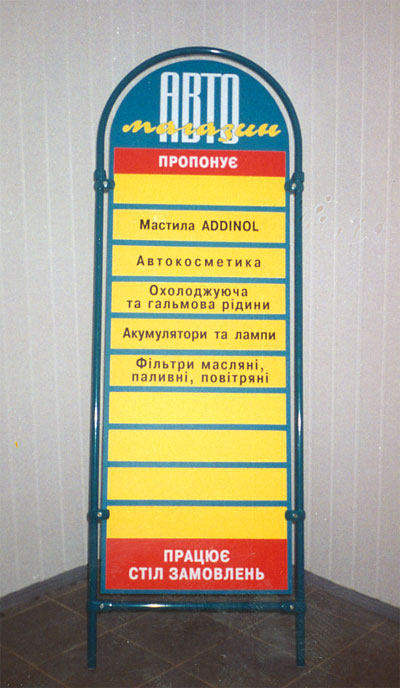 АВТО
магазин
ПРОПОНУЄ
Мастила ADDINOL
Автокосметика
Охолоджуюча
та гальмова рідини
Акумулятори та лампи
Фільтри масляні,
паливні, повітряні
ПРАЦЮЄ
СТІЛ ЗАМОВЛЕНЬ